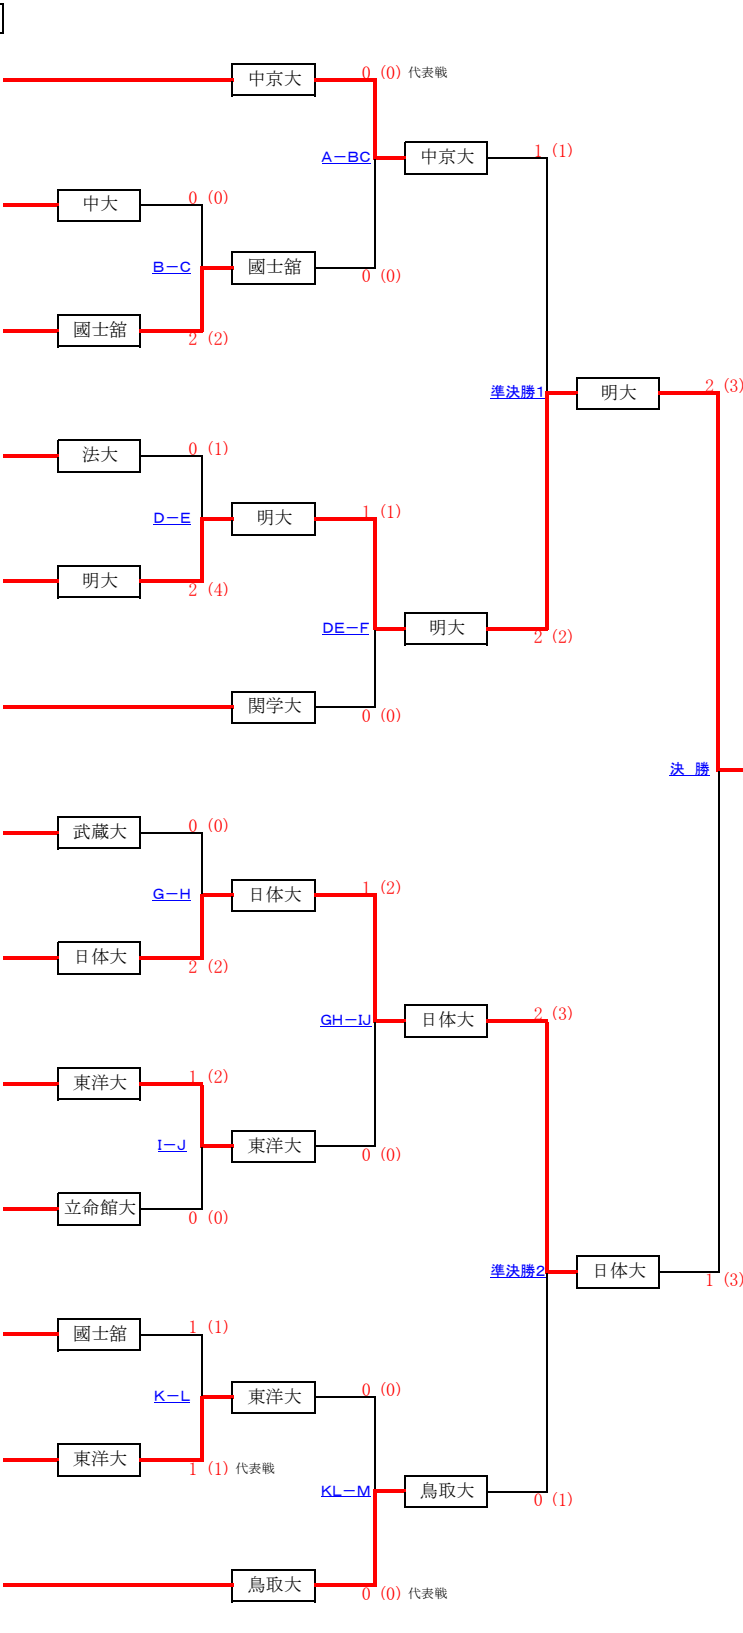 中京大
0 (0) 代表戦
A－BC
中京大
1 (1)
中大
0 (0)
B－C
國士舘
0 (0)
國士舘
2 (2)
準決勝1
明大
2 (3)
法大
0 (1)
D－E
明大
1 (1)
明大
2 (4)
DE－F
明大
2 (2)
関学大
0 (0)
決　勝
武蔵大
0 (0)
G－H
日体大
1 (2)
日体大
2 (2)
GH－IJ
日体大
2 (3)
東洋大
1 (2)
I－J
東洋大
0 (0)
立命館大
0 (0)
準決勝2
日体大
1 (3)
國士舘
1 (1)
K－L
東洋大
0 (0)
東洋大
1 (1) 代表戦
KL－M
鳥取大
0 (1)
鳥取大
0 (0) 代表戦